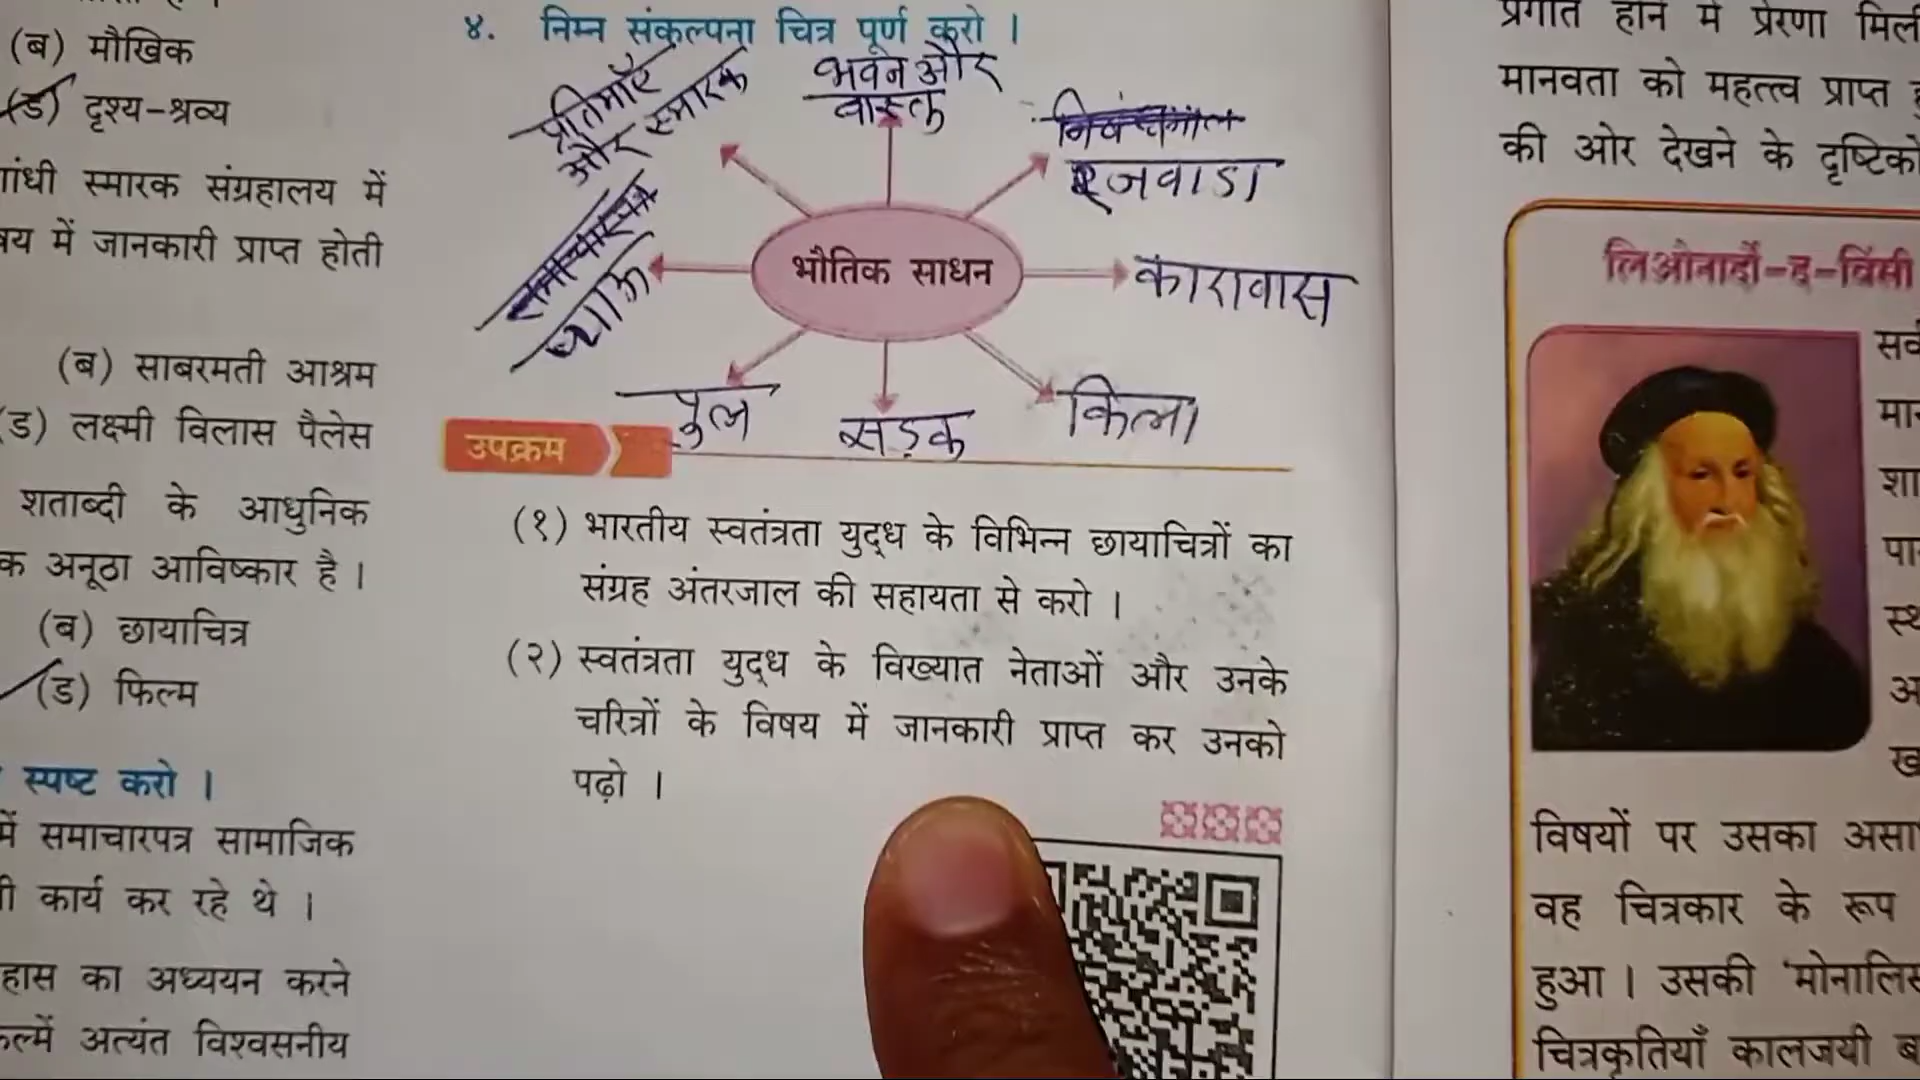 (ब) मौखिक
(ड) दृश्य-श्रव्य
गांधी स्मारक संग्रहालय में
में जानकारी प्राप्त होती
(ब) साबरमती आश्रम
(ड) लक्ष्मी विलास पैलेस
शताब्दी के आधुनिक
अनूठा आविष्कार है ।
(ब) छायाचित्र
(ड) फिल्म
स्पष्ट करो ।
में समाचारपत्र सामाजिक
कार्य कर रहे थे ।
का अध्ययन करने
अत्यंत विश्वसनीय
४. निम्न संकल्पना चित्र पूर्ण करो ।
प्रतिमाएँ
और स्मारक
भवन और
वास्तु
रजवाडा
भौतिक साधन
कारावास
पुल
सड़क
किला
उपक्रम
(१) भारतीय स्वतंत्रता युद्ध के विभिन्न छायाचित्रों का
संग्रह अंतरजाल की सहायता से करो ।
(२) स्वतंत्रता युद्ध के विख्यात नेताओं और उनके
चरित्रों के विषय में जानकारी प्राप्त कर उनको
पढ़ो ।
प्रगति होने में प्रेरणा
मानवता को महत्त्व प्राप्त
की ओर देखने के
लिओनार्दो-द-विंसी
विषयों पर उसका
वह चित्रकार के रूप
हुआ । उसकी
चित्रकृतियाँ कालजयी